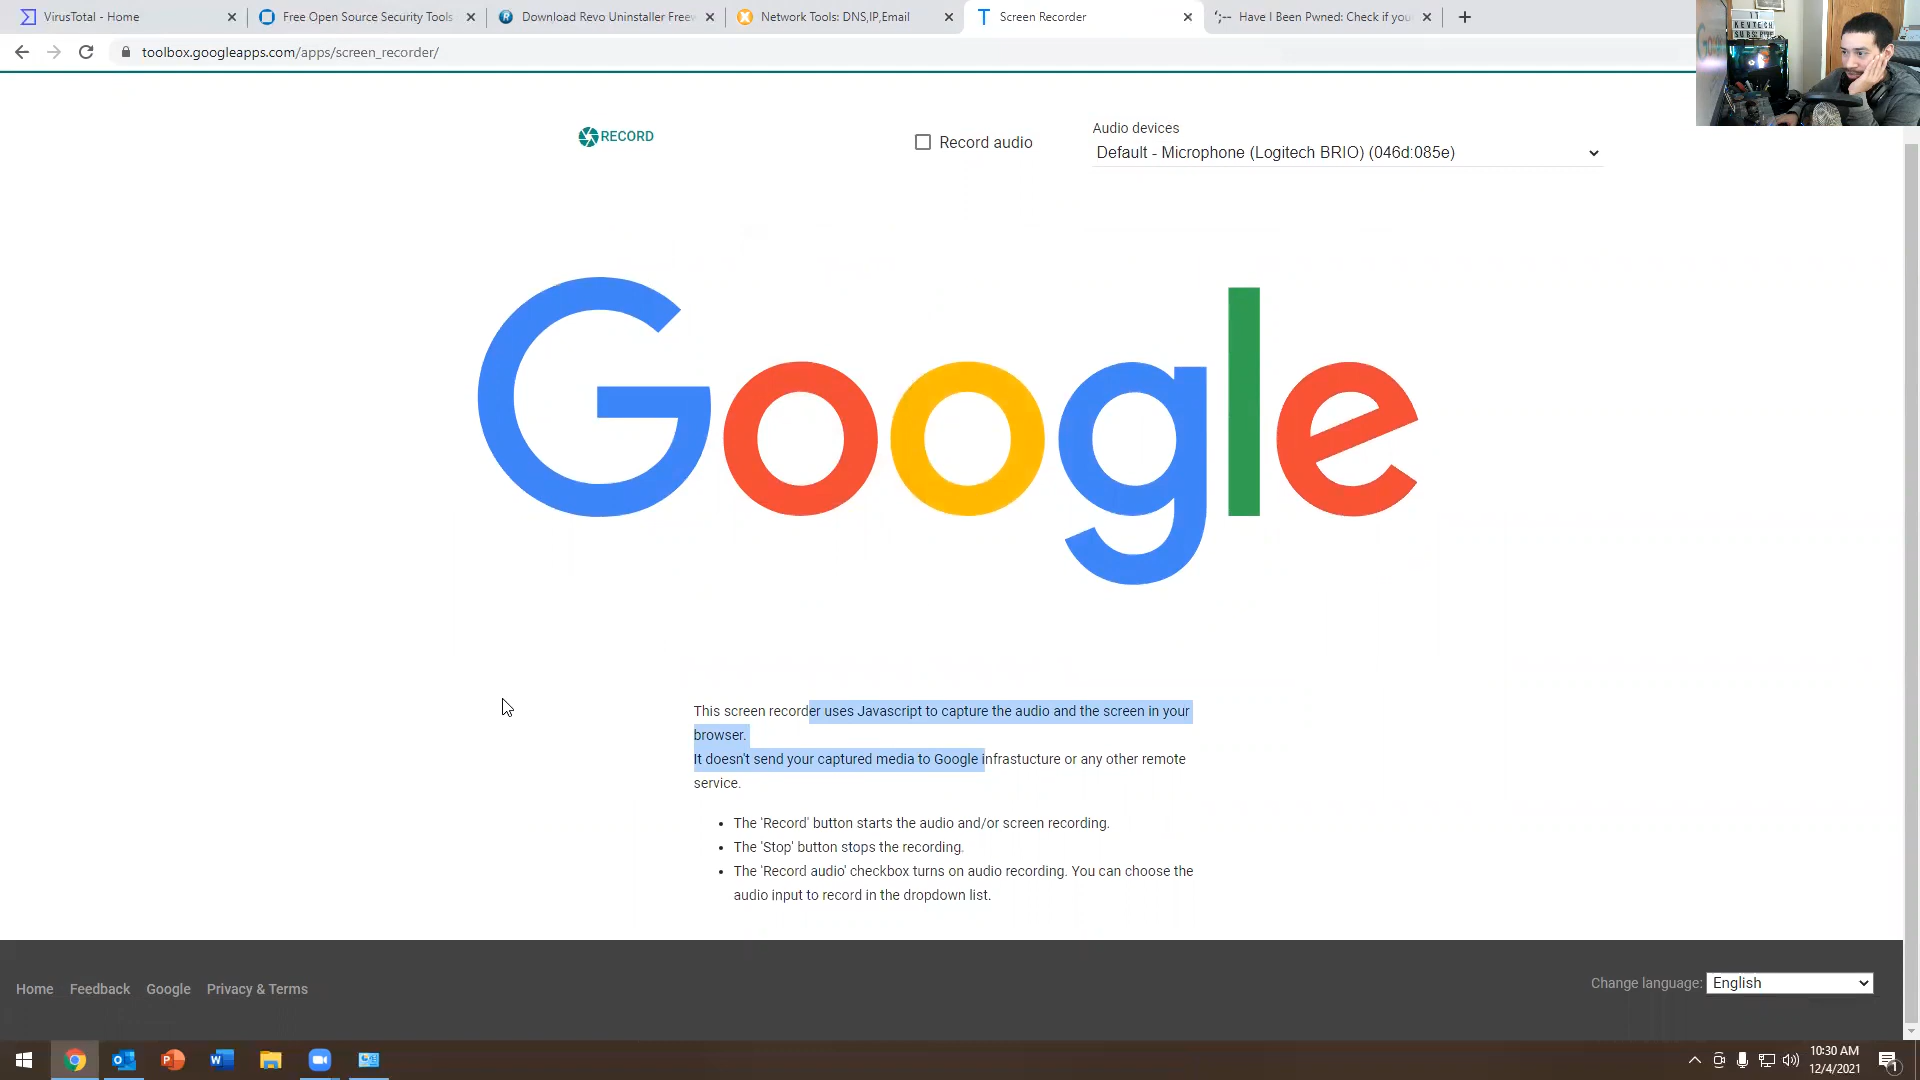 VirusTotal - Home
Free Open Source Security Tools
Download Revo Uninstaller Freew
Network Tools: DNS,IP,Email
Screen Recorder
';-- Have I Been Pwned: Check if you
toolbox.googleapps.com/apps/screen_recorder/
KEVTECH
SUBSCRIBE
RECORD
Record audio
Audio devices
Default - Microphone (Logitech BRIO) (046d:085e)
Google
This screen recorder uses Javascript to capture the audio and the screen in your
browser.
It doesn't send your captured media to Google infrastucture or any other remote
service.
• The 'Record' button starts the audio and/or screen recording.
• The 'Stop' button stops the recording.
• The 'Record audio' checkbox turns on audio recording. You can choose the
audio input to record in the dropdown list.
Home Feedback Google Privacy & Terms
Change language: English
10:30 AM
12/4/2021
1